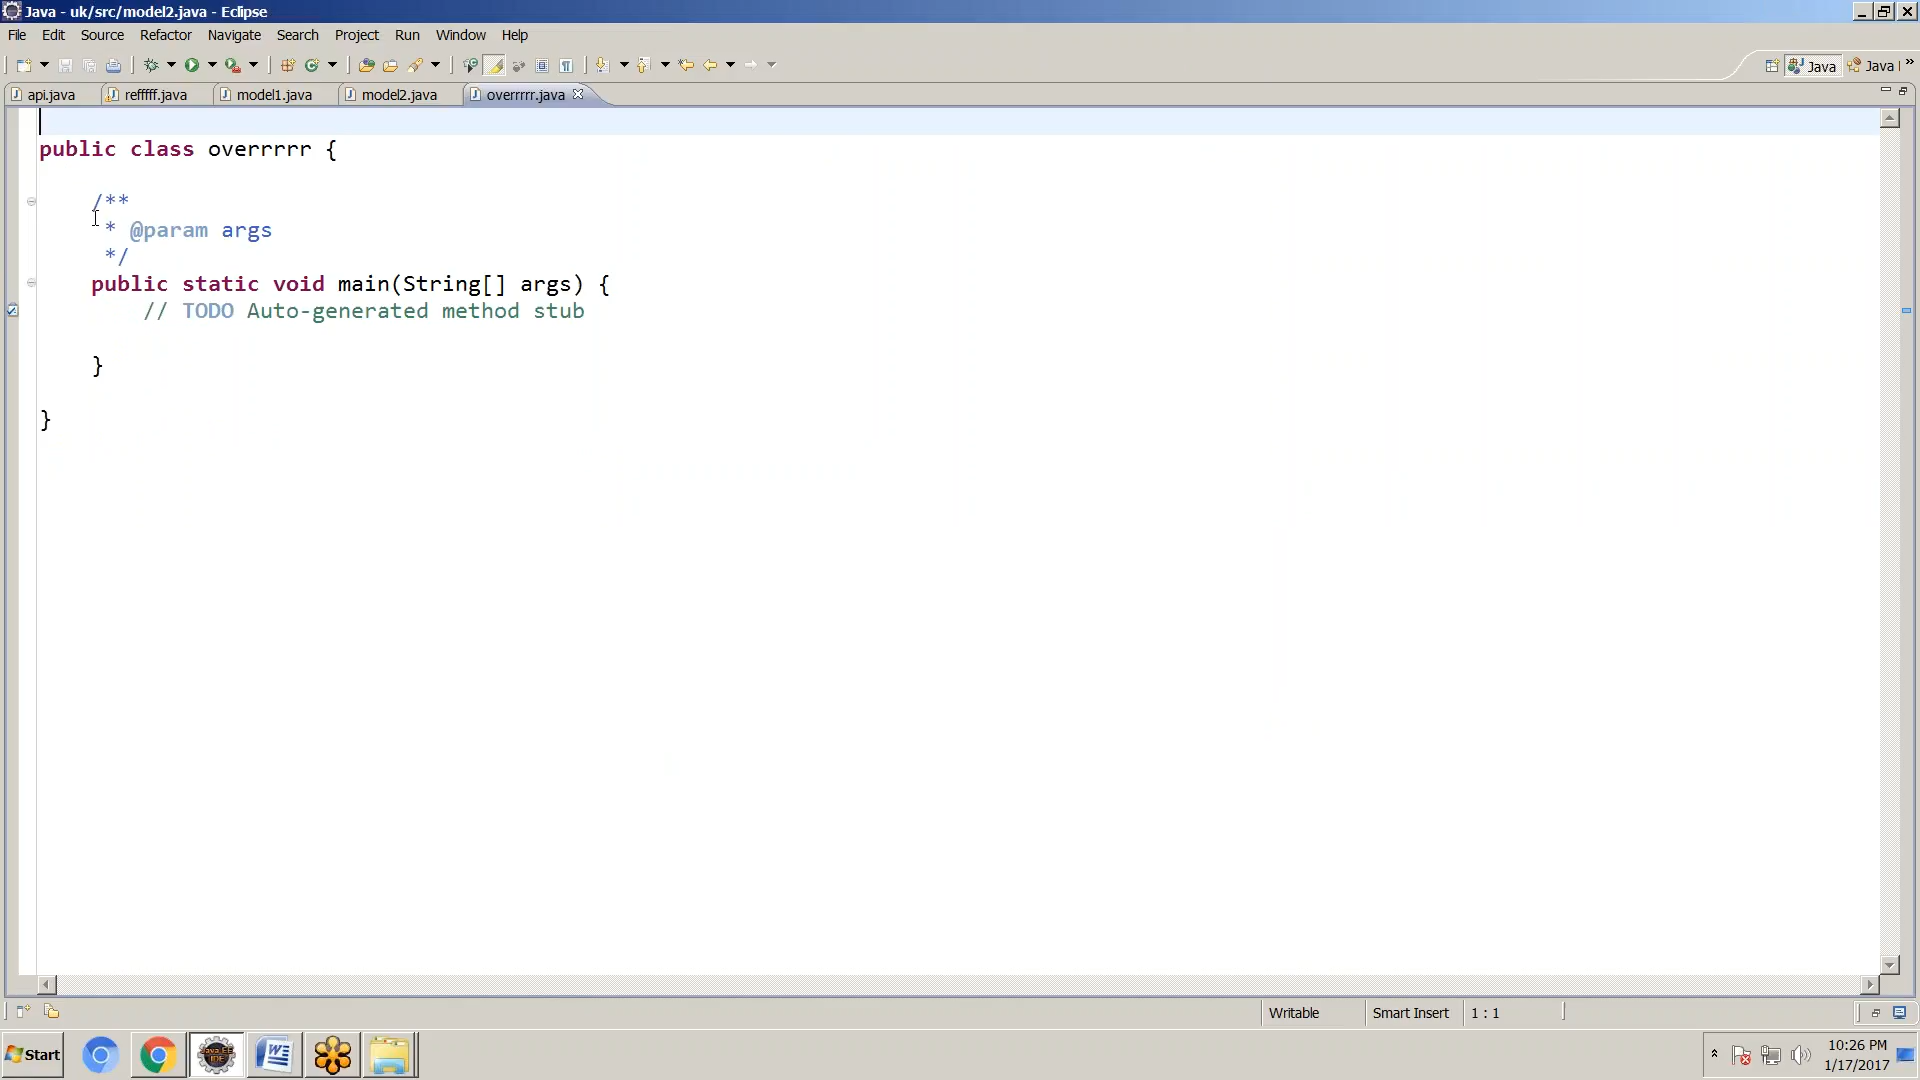 Java - uk/src/model2.java - Eclipse
File Edit Source Refactor Navigate Search Project Run Window Help
Java Java
api.java refffff.java model1.java model2.java overrrrr.java
public class overrrrr {
/**
* @param args
*/
public static void main(String[] args) {
// TODO Auto-generated method stub
}
}
Writable Smart Insert 1 : 1
Start
10:26 PM
1/17/2017